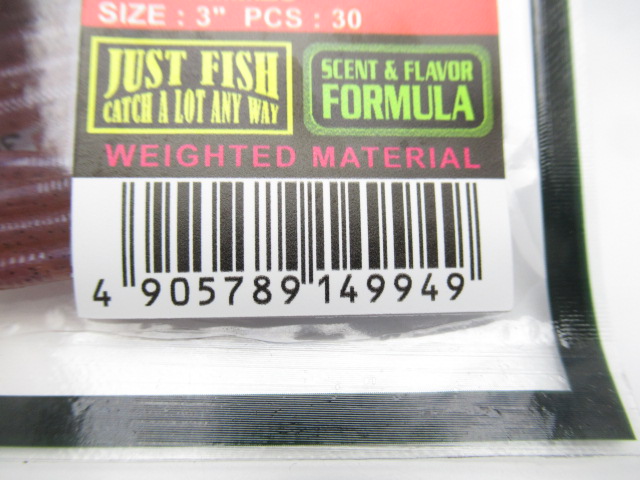 SIZE : 3" PCS : 30
JUST FISH
CATCH A LOT ANY WAY
SCENT & FLAVOR
FORMULA
WEIGHTED MATERIAL
4 905789 149949